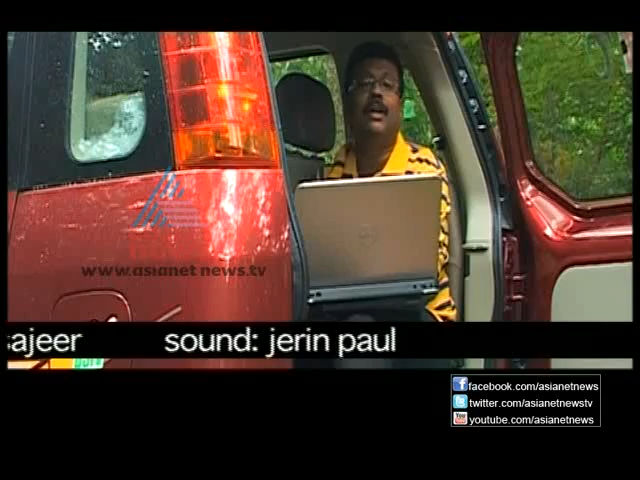 www.asianetnews.tv
sajeer sound: jerin paul
facebook.com/asianetnews
twitter.com/asianetnewstv
youtube.com/asianetnews